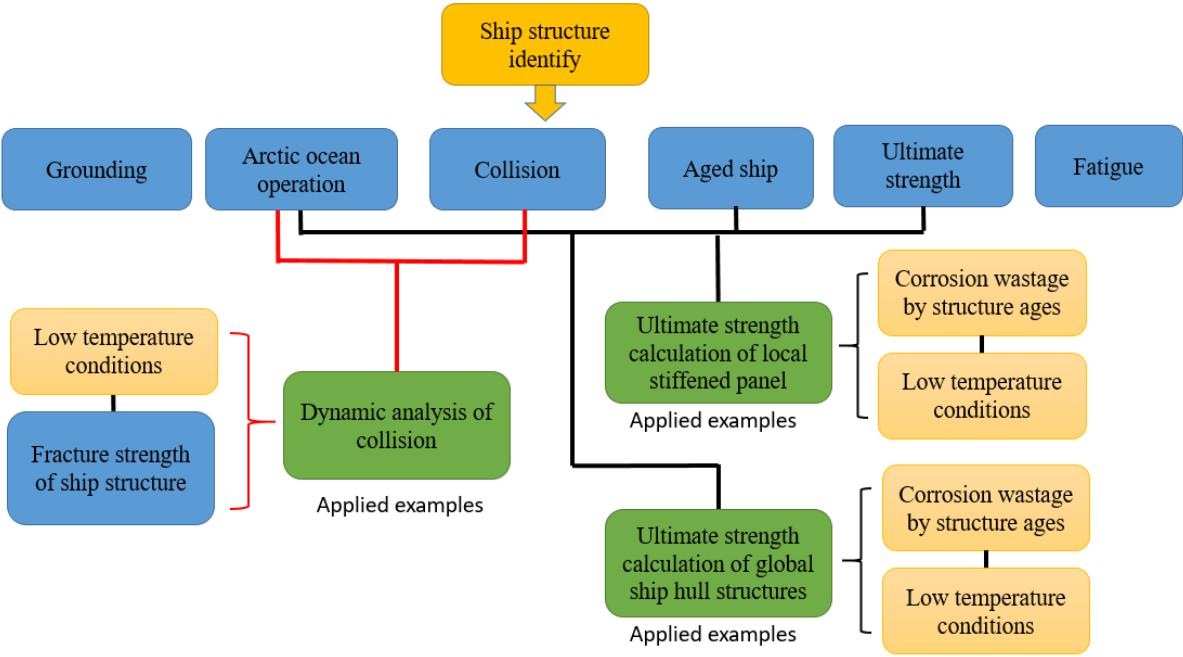 Ship structure
identify
Grounding
Arctic ocean
operation
Collision
Aged ship
Ultimate
strength
Fatigue
Low temperature
conditions
Fracture strength
of ship structure
Dynamic analysis of
collision
Applied examples
Ultimate strength
calculation of local
stiffened panel
Applied examples
Corrosion wastage
by structure ages
Low temperature
conditions
Ultimate strength
calculation of global
ship hull structures
Applied examples
Corrosion wastage
by structure ages
Low temperature
conditions